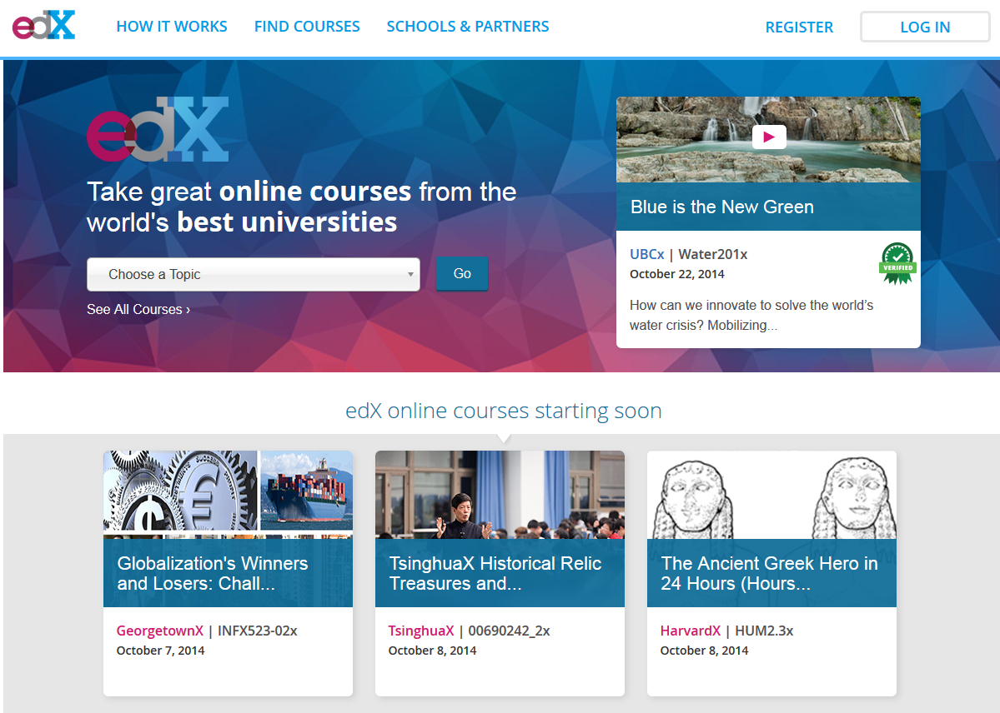 edX
HOW IT WORKS
FIND COURSES
SCHOOLS & PARTNERS
REGISTER
LOG IN
edX
Take great online courses from the
world's best universities
Choose a Topic
Go
See All Courses ›
Blue is the New Green
UBCx | Water201x
October 22, 2014
VERIFIED
How can we innovate to solve the world’s
water crisis? Mobilizing...
edX online courses starting soon
SUCCESS
€
$
Globalization's Winners
and Losers: Chall...
GeorgetownX | INFX523-02x
October 7, 2014
TsinghuaX Historical Relic
Treasures and...
TsinghuaX | 00690242_2x
October 8, 2014
The Ancient Greek Hero in
24 Hours (Hours...
HarvardX | HUM2.3x
October 8, 2014